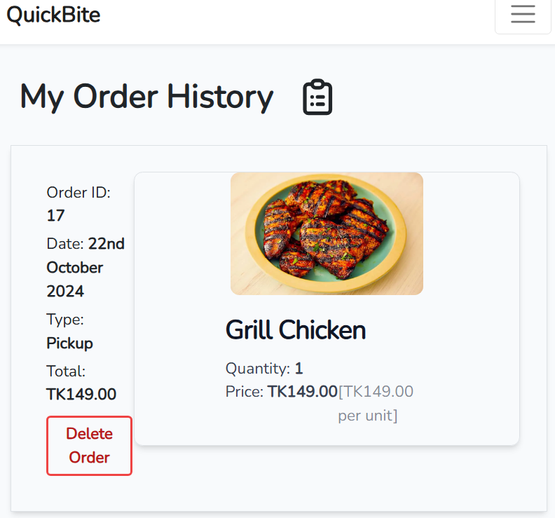 QuickBite
My Order History
Order ID:
17
Date: 22nd
October
2024
Type:
Pickup
Total:
TK149.00
Delete
Order
Grill Chicken
Quantity: 1
Price: TK149.00[TK149.00
per unit]